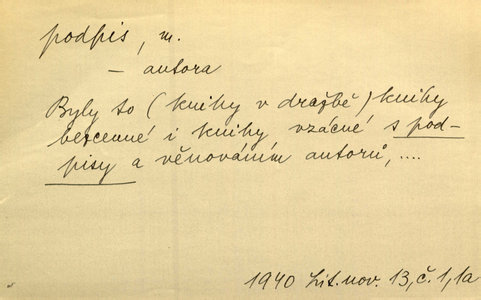 podpis, m.
— autora
Byly to (knihy v dražbě) knihy
bezcenné i knihy vzácné s pod-
pisy a věnováním autorů, ....
1940 Lit. nov. 13, č. 1, 1a